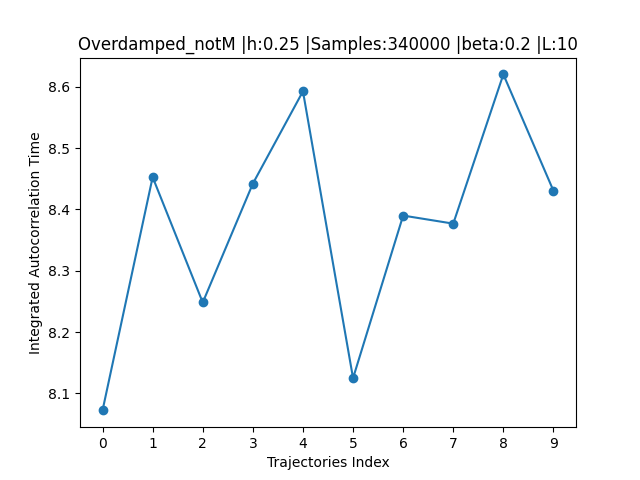 Overdamped_notM |h:0.25 |Samples:340000 |beta:0.2 |L:10
8.6
8.5
8.4
8.3
8.2
8.1
Integrated Autocorrelation Time
0 1 2 3 4 5 6 7 8 9
Trajectories Index